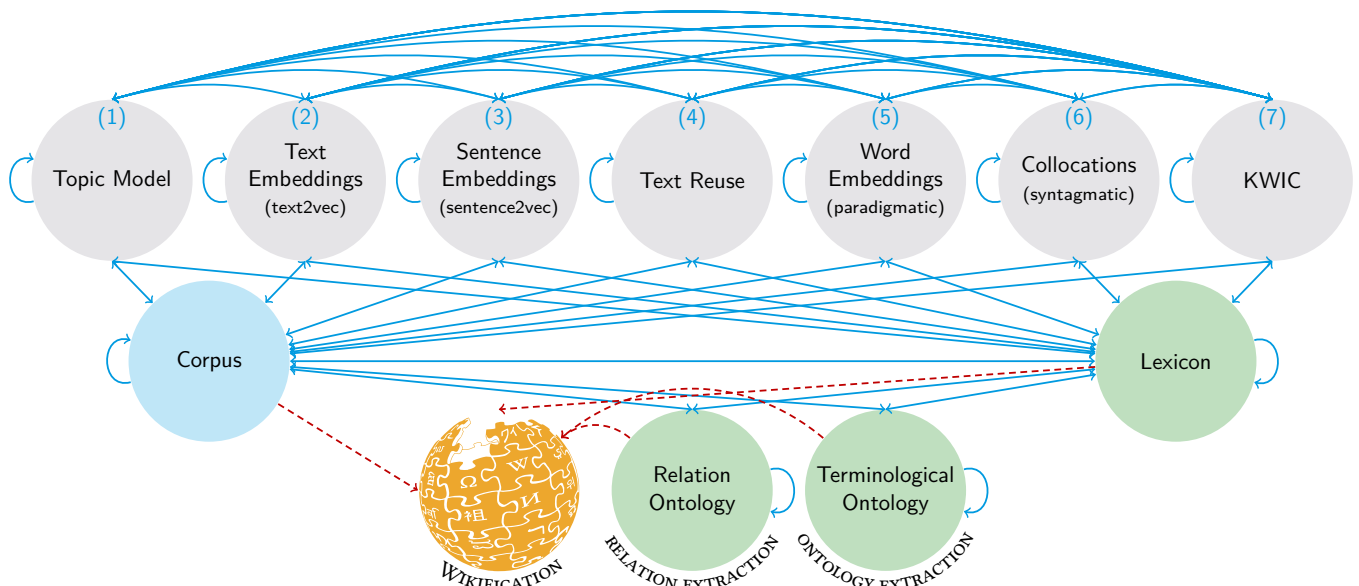 (1)
(2)
(3)
(4)
(5)
(6)
(7)
Topic Model
Text
Embeddings
(text2vec)
Sentence
Embeddings
(sentence2vec)
Text Reuse
Word
Embeddings
(paradigmatic)
Collocations
(syntagmatic)
KWIC
Corpus
Lexicon
Ω
W
И
祖
Relation
Ontology
Terminological
Ontology
WIKIFICATION
RELATION EXTRACTION
ONTOLOGY EXTRACTION